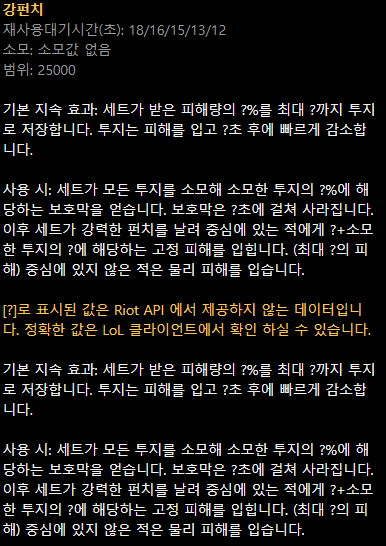 강펀치
재사용대기시간(초): 18/16/15/13/12
소모: 소모값 없음
범위: 25000
기본 지속 효과: 세트가 받은 피해량의 ?%를 최대 ?까지 투지
로 저장합니다. 투지는 피해를 입고 ?초 후에 빠르게 감소합
니다.
사용 시: 세트가 모든 투지를 소모해 소모한 투지의 ?%에 해
당하는 보호막을 얻습니다. 보호막은 ?초에 걸쳐 사라집니다.
이후 세트가 강력한 펀치를 날려 중심에 있는 적에게 ?+소모
한 투지의 ?에 해당하는 고정 피해를 입힙니다. (최대 ?의 피
해) 중심에 있지 않은 적은 물리 피해를 입습니다.
[?]로 표시된 값은 Riot API 에서 제공하지 않는 데이터입니
다. 정확한 값은 LoL 클라이언트에서 확인 하실 수 있습니다.
기본 지속 효과: 세트가 받은 피해량의 ?%를 최대 ?까지 투지
로 저장합니다. 투지는 피해를 입고 ?초 후에 빠르게 감소합
니다.
사용 시: 세트가 모든 투지를 소모해 소모한 투지의 ?%에 해
당하는 보호막을 얻습니다. 보호막은 ?초에 걸쳐 사라집니다.
이후 세트가 강력한 펀치를 날려 중심에 있는 적에게 ?+소모
한 투지의 ?에 해당하는 고정 피해를 입힙니다. (최대 ?의 피
해) 중심에 있지 않은 적은 물리 피해를 입습니다.